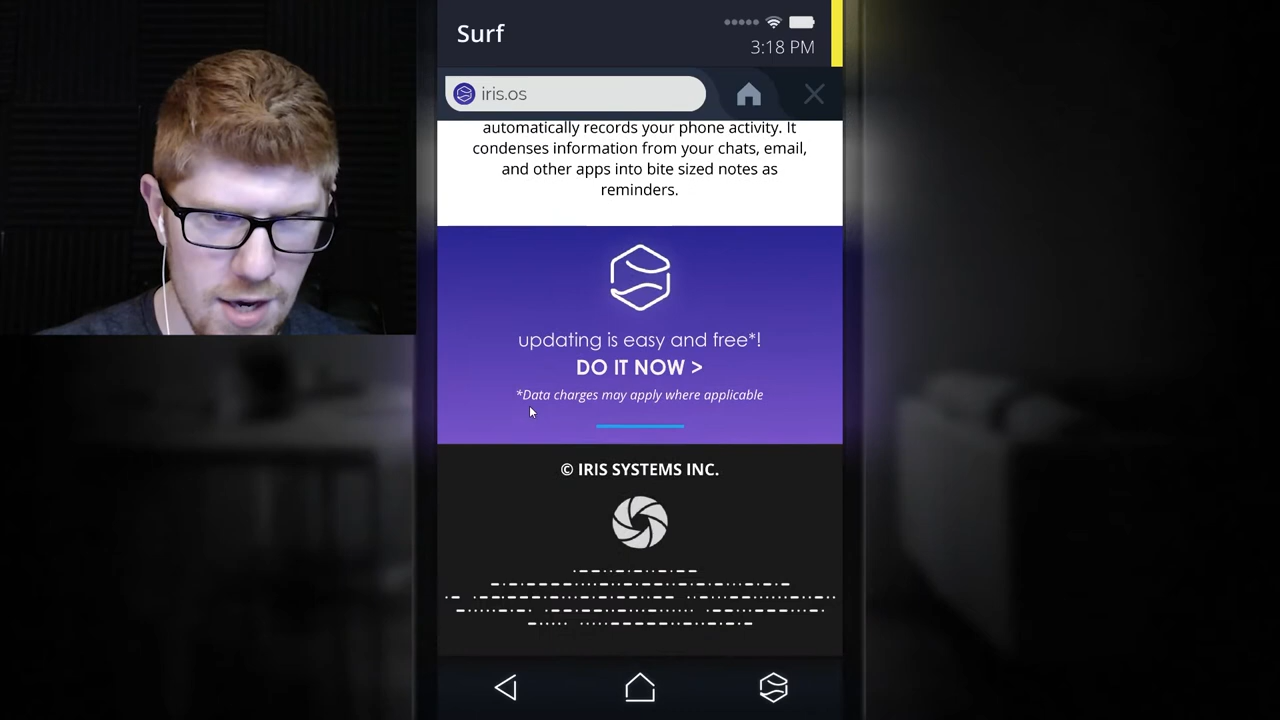 Surf
3:18 PM
iris.os
automatically records your phone activity. It
condenses information from your chats, email,
and other apps into bite sized notes as
reminders.
updating is easy and free*!
DO IT NOW >
*Data charges may apply where applicable
© IRIS SYSTEMS INC.